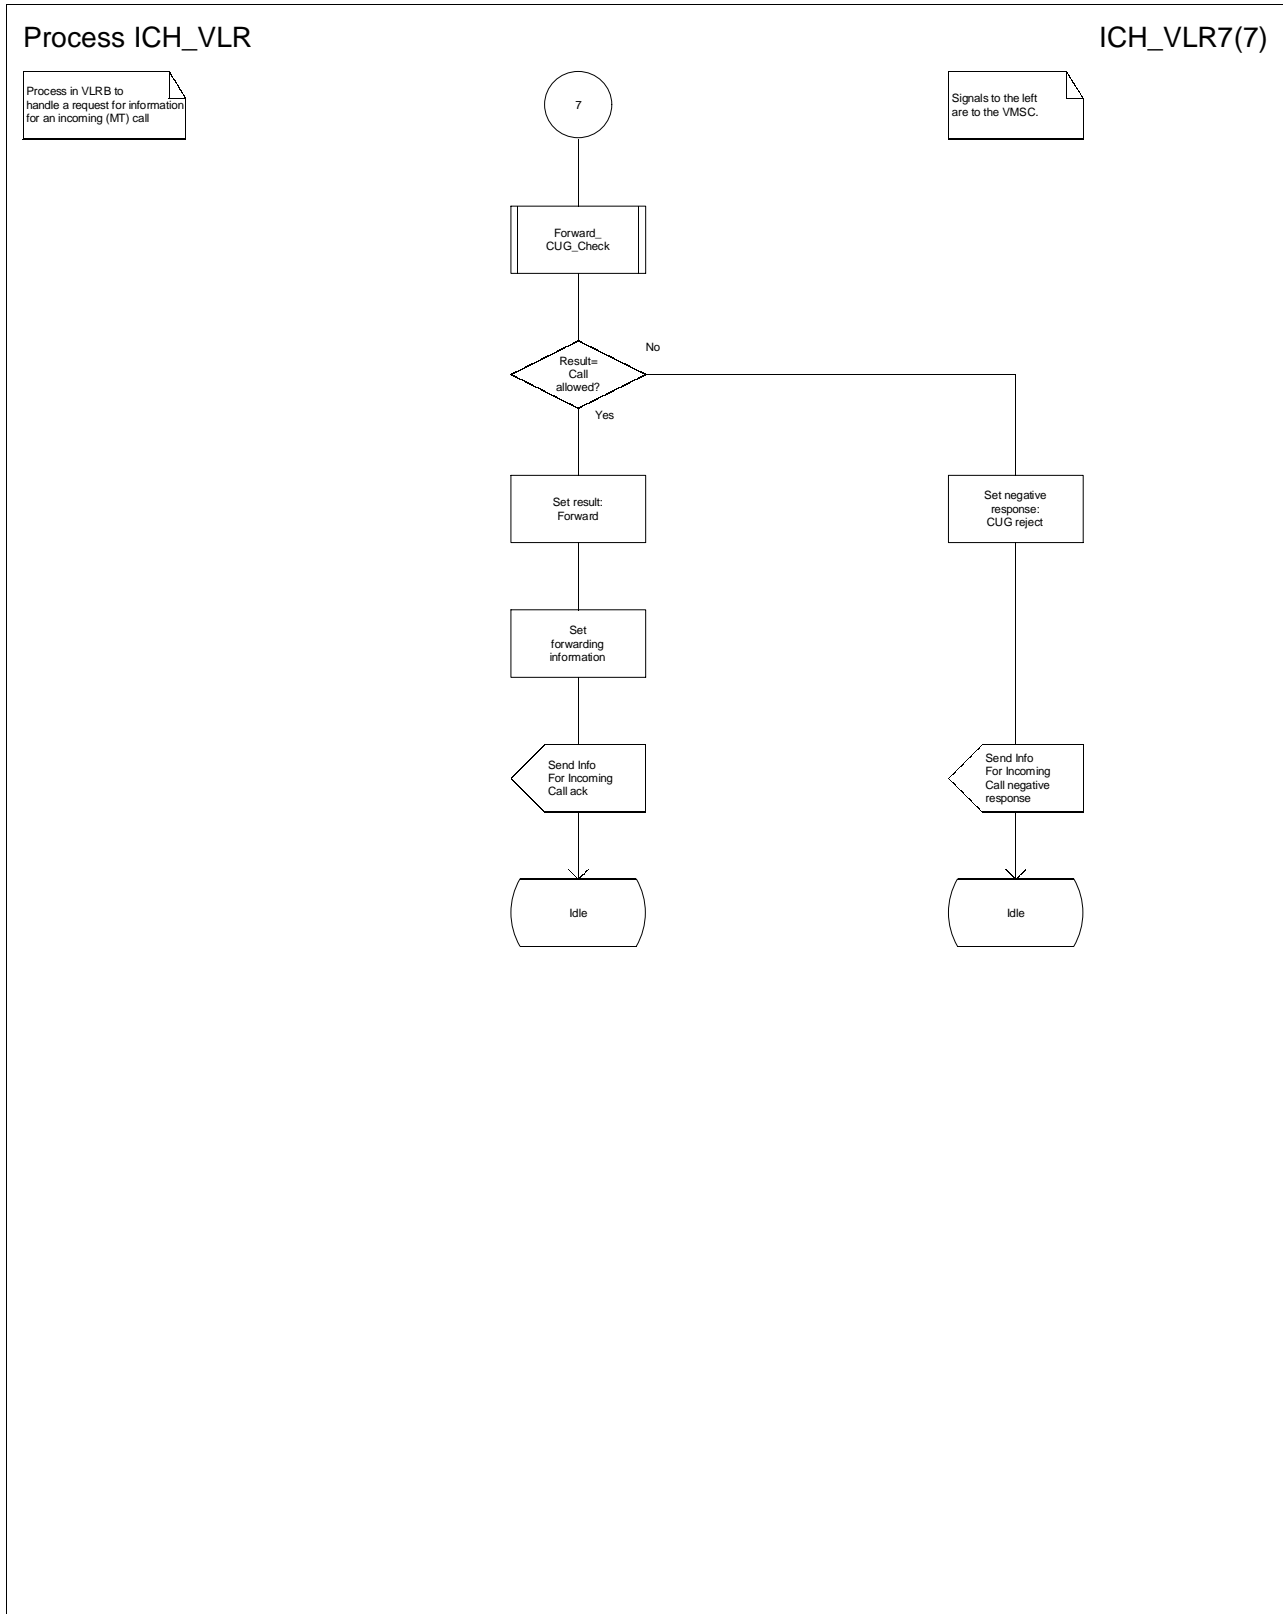 Process ICH_VLR
ICH_VLR7(7)
Process in VLRB to
handle a request for information
for an incoming (MT) call
7
Signals to the left
are to the VMSC.
Forward_
CUG_Check
No
Result=
Call
allowed?
Yes
Set result:
Forward
Set negative
response:
CUG reject
Set
forwarding
information
Send Info
For Incoming
Call ack
Send Info
For Incoming
Call negative
response
Idle
Idle